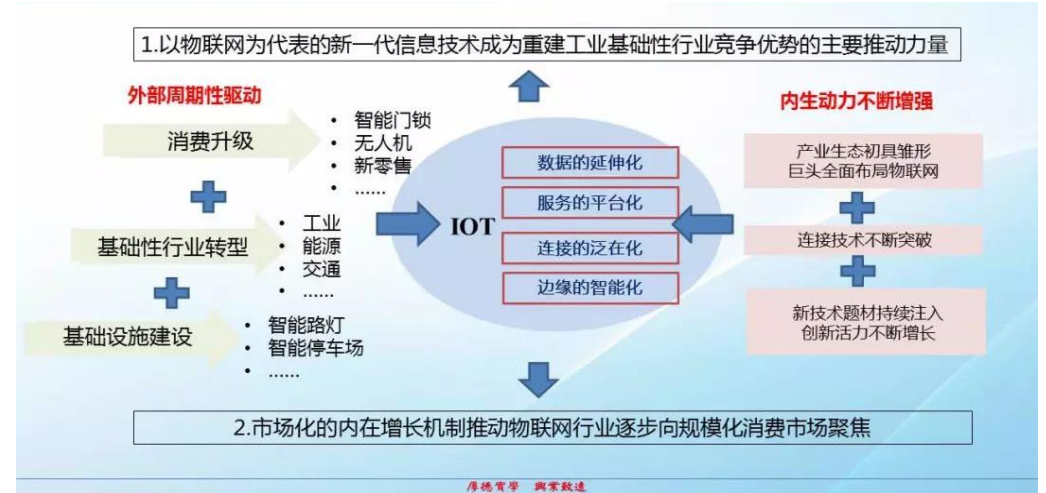 1.以物联网为代表的新一代信息技术成为重建工业基础性行业竞争优势的主要推动力量
外部周期性驱动
消费升级
• 智能门锁
• 无人机
• 新零售
• ......
基础性行业转型
• 工业
• 能源
• 交通
• ......
基础设施建设
• 智能路灯
• 智能停车场
• ......
IOT
数据的延伸化
服务的平台化
连接的泛在化
边缘的智能化
内生动力不断增强
产业生态初具雏形
巨头全面布局物联网
连接技术不断突破
新技术题材持续注入
创新活力不断增长
2.市场化的内在增长机制推动物联网行业逐步向规模化消费市场聚焦
厚德實學 興業致遠